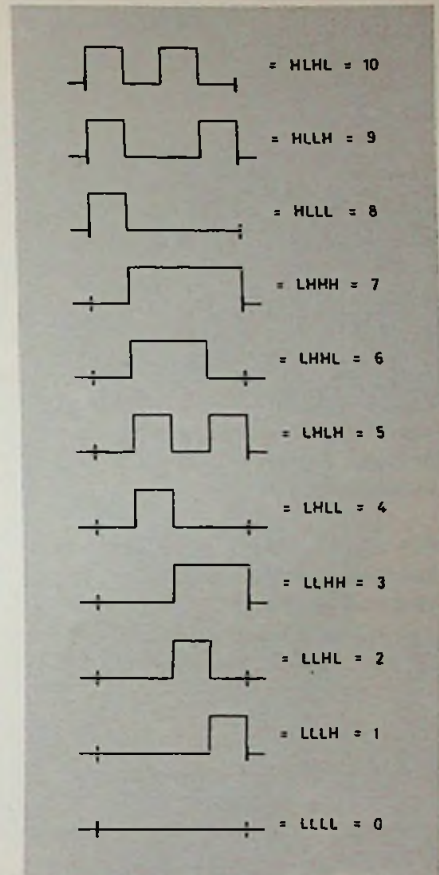 = HLHL = 10
= HLLH = 9
= HLLL = 8
= LHHH = 7
= LHHL = 6
= LHLH = 5
= LHLL = 4
= LLHH = 3
= LLHL = 2
= LLLH = 1
= LLLL = 0